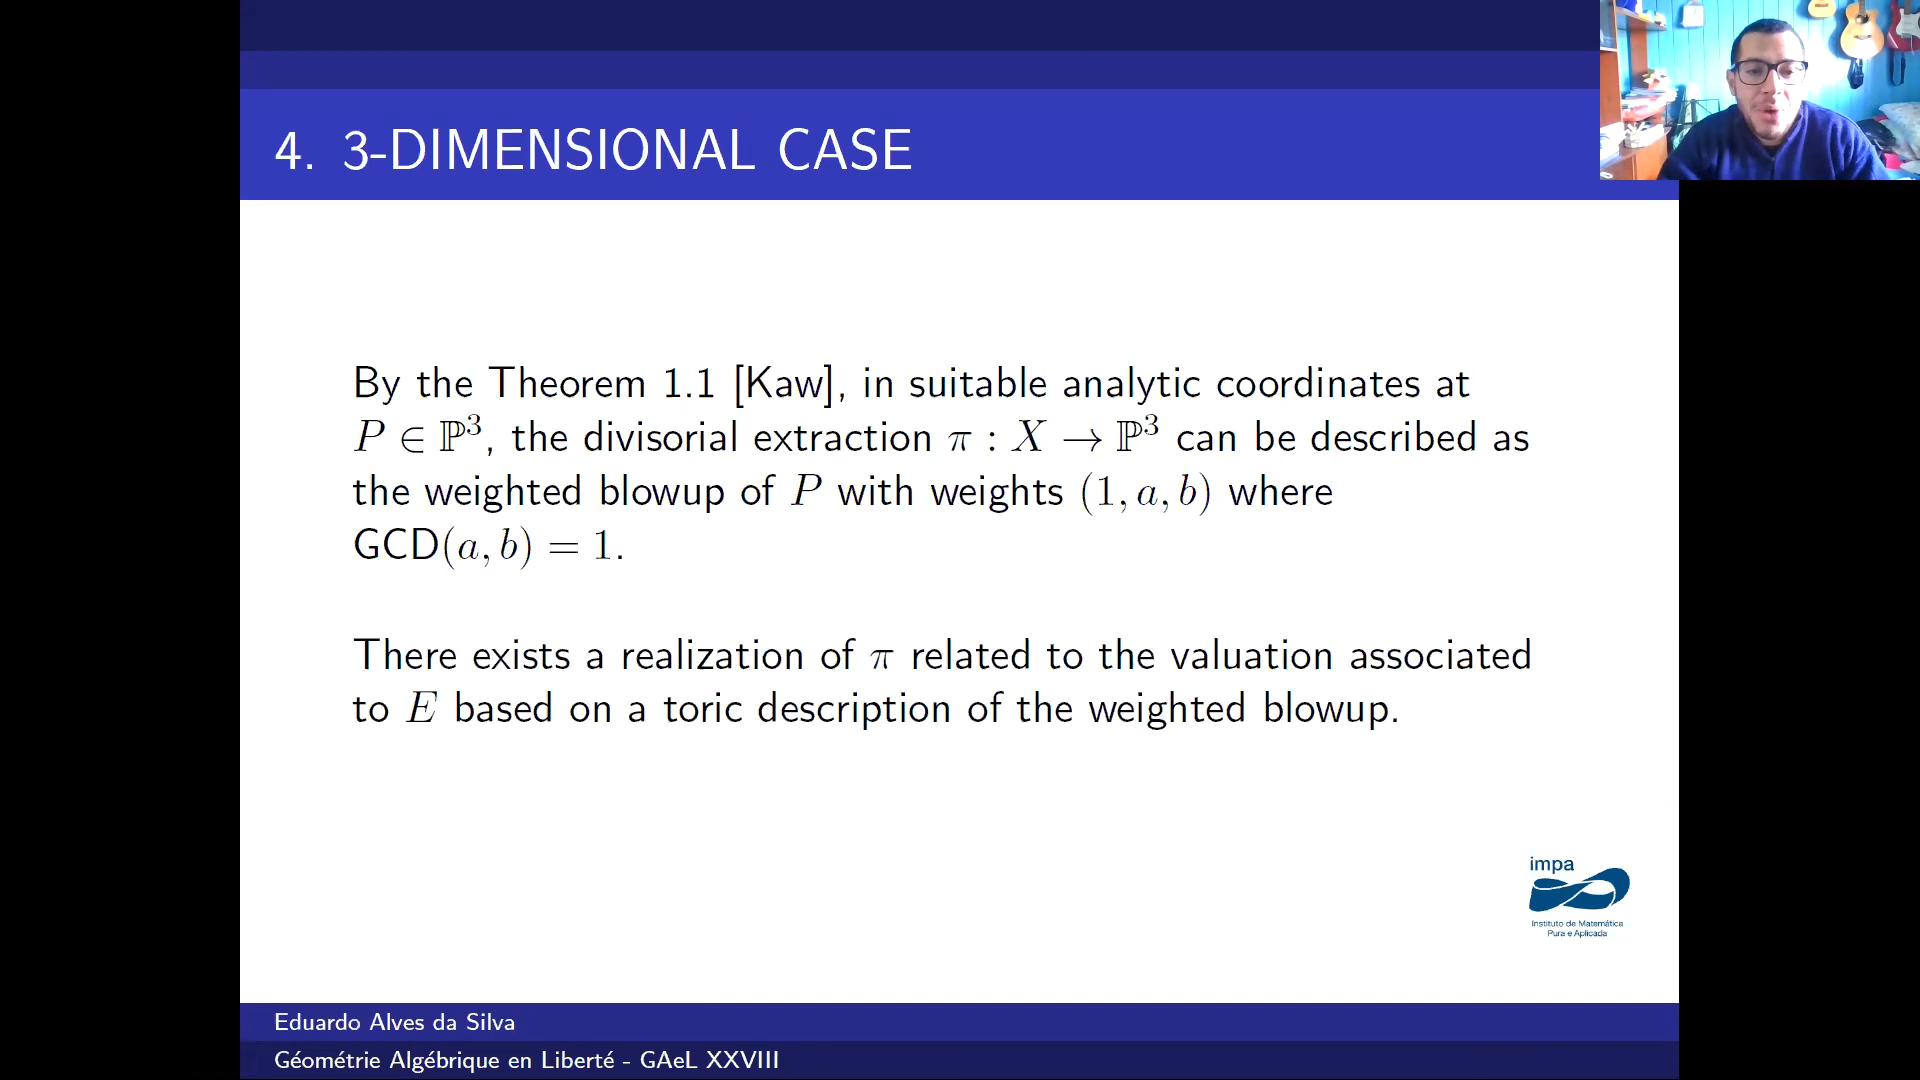 4. 3-DIMENSIONAL CASE
By the Theorem 1.1 [Kaw], in suitable analytic coordinates at
P ∈ ℙ³, the divisorial extraction π : X → ℙ³ can be described as
the weighted blowup of P with weights (1, a, b) where
GCD(a, b) = 1.
There exists a realization of π related to the valuation associated
to E based on a toric description of the weighted blowup.
impa
Instituto de Matemática
Pura e Aplicada
Eduardo Alves da Silva
Géométrie Algébrique en Liberté - GAeL XXVIII